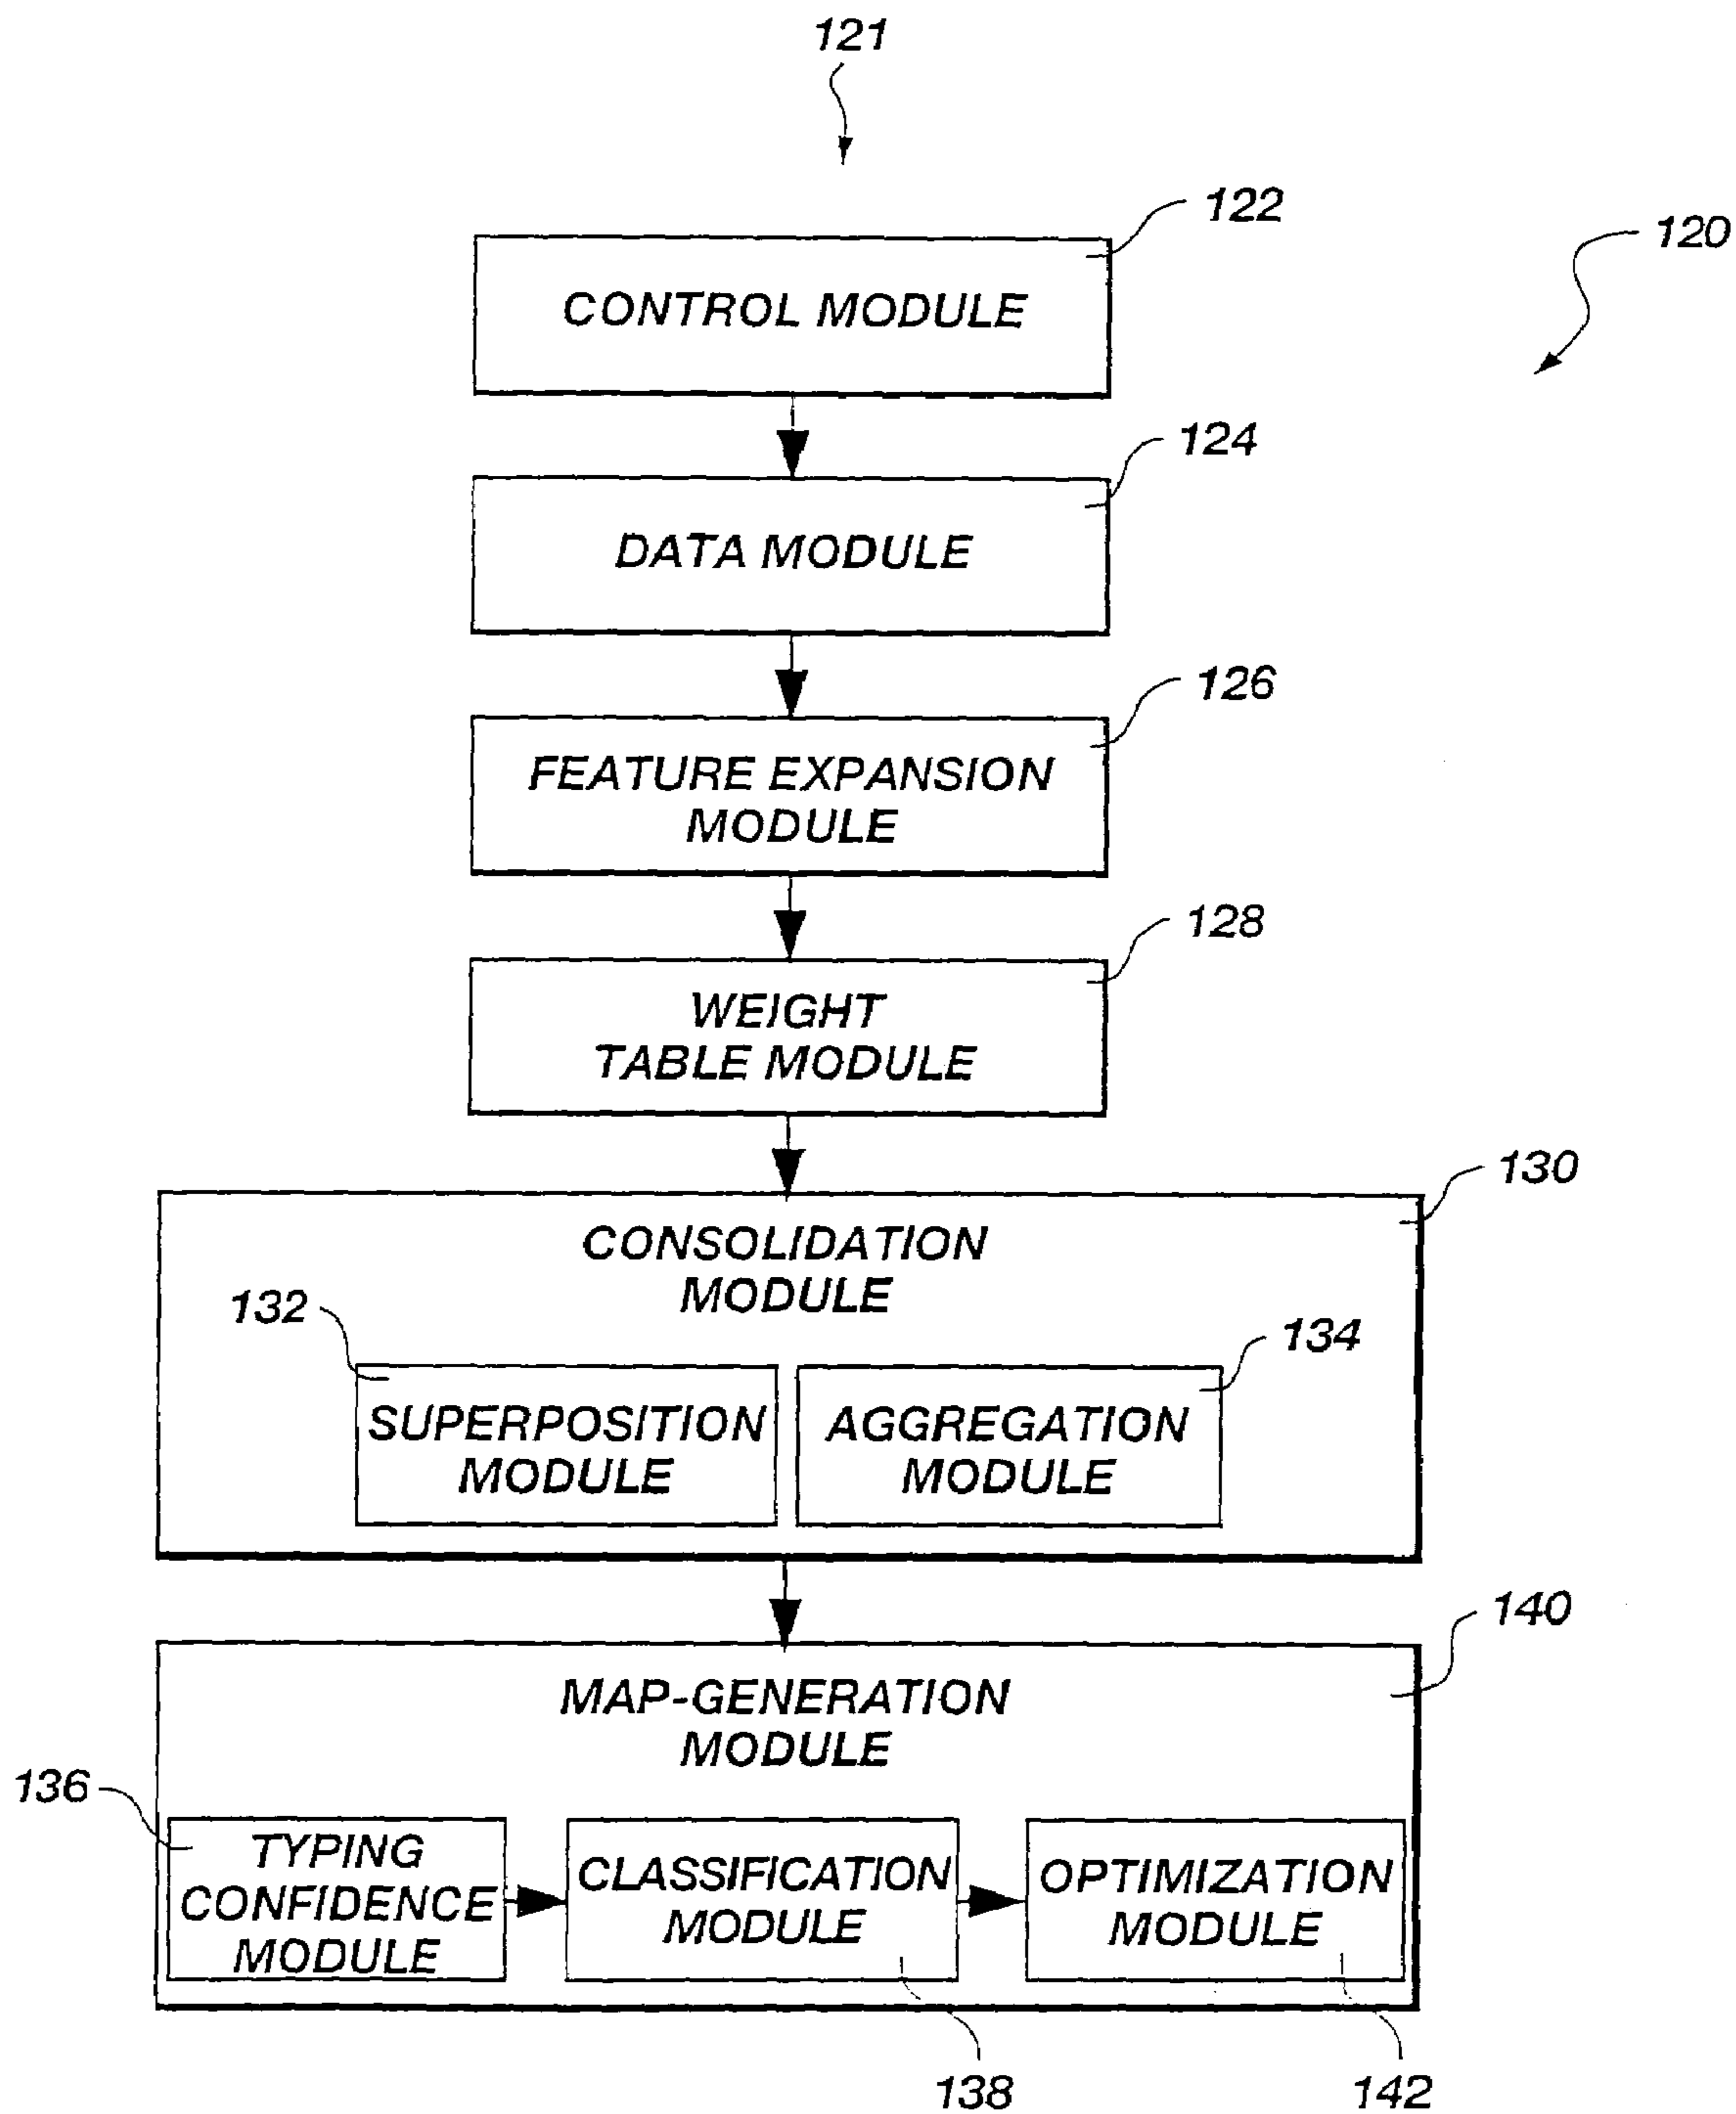 121
122
120
CONTROL MODULE
124
DATA MODULE
126
FEATURE EXPANSION
MODULE
128
WEIGHT
TABLE MODULE
130
CONSOLIDATION
MODULE
132
134
SUPERPOSITION
MODULE
AGGREGATION
MODULE
140
MAP-GENERATION
MODULE
136
TYPING
CONFIDENCE
MODULE
CLASSIFICATION
MODULE
OPTIMIZATION
MODULE
138
142